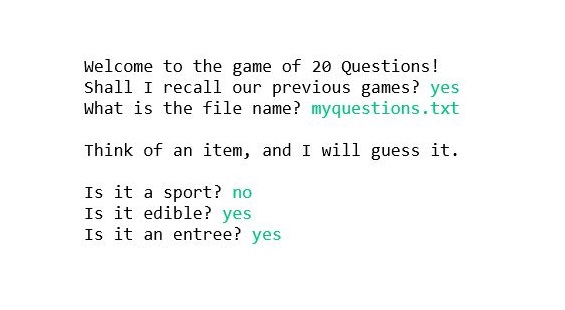 Welcome to the game of 20 Questions!
Shall I recall our previous games? yes
What is the file name? myquestions.txt
Think of an item, and I will guess it.
Is it a sport? no
Is it edible? yes
Is it an entree? yes